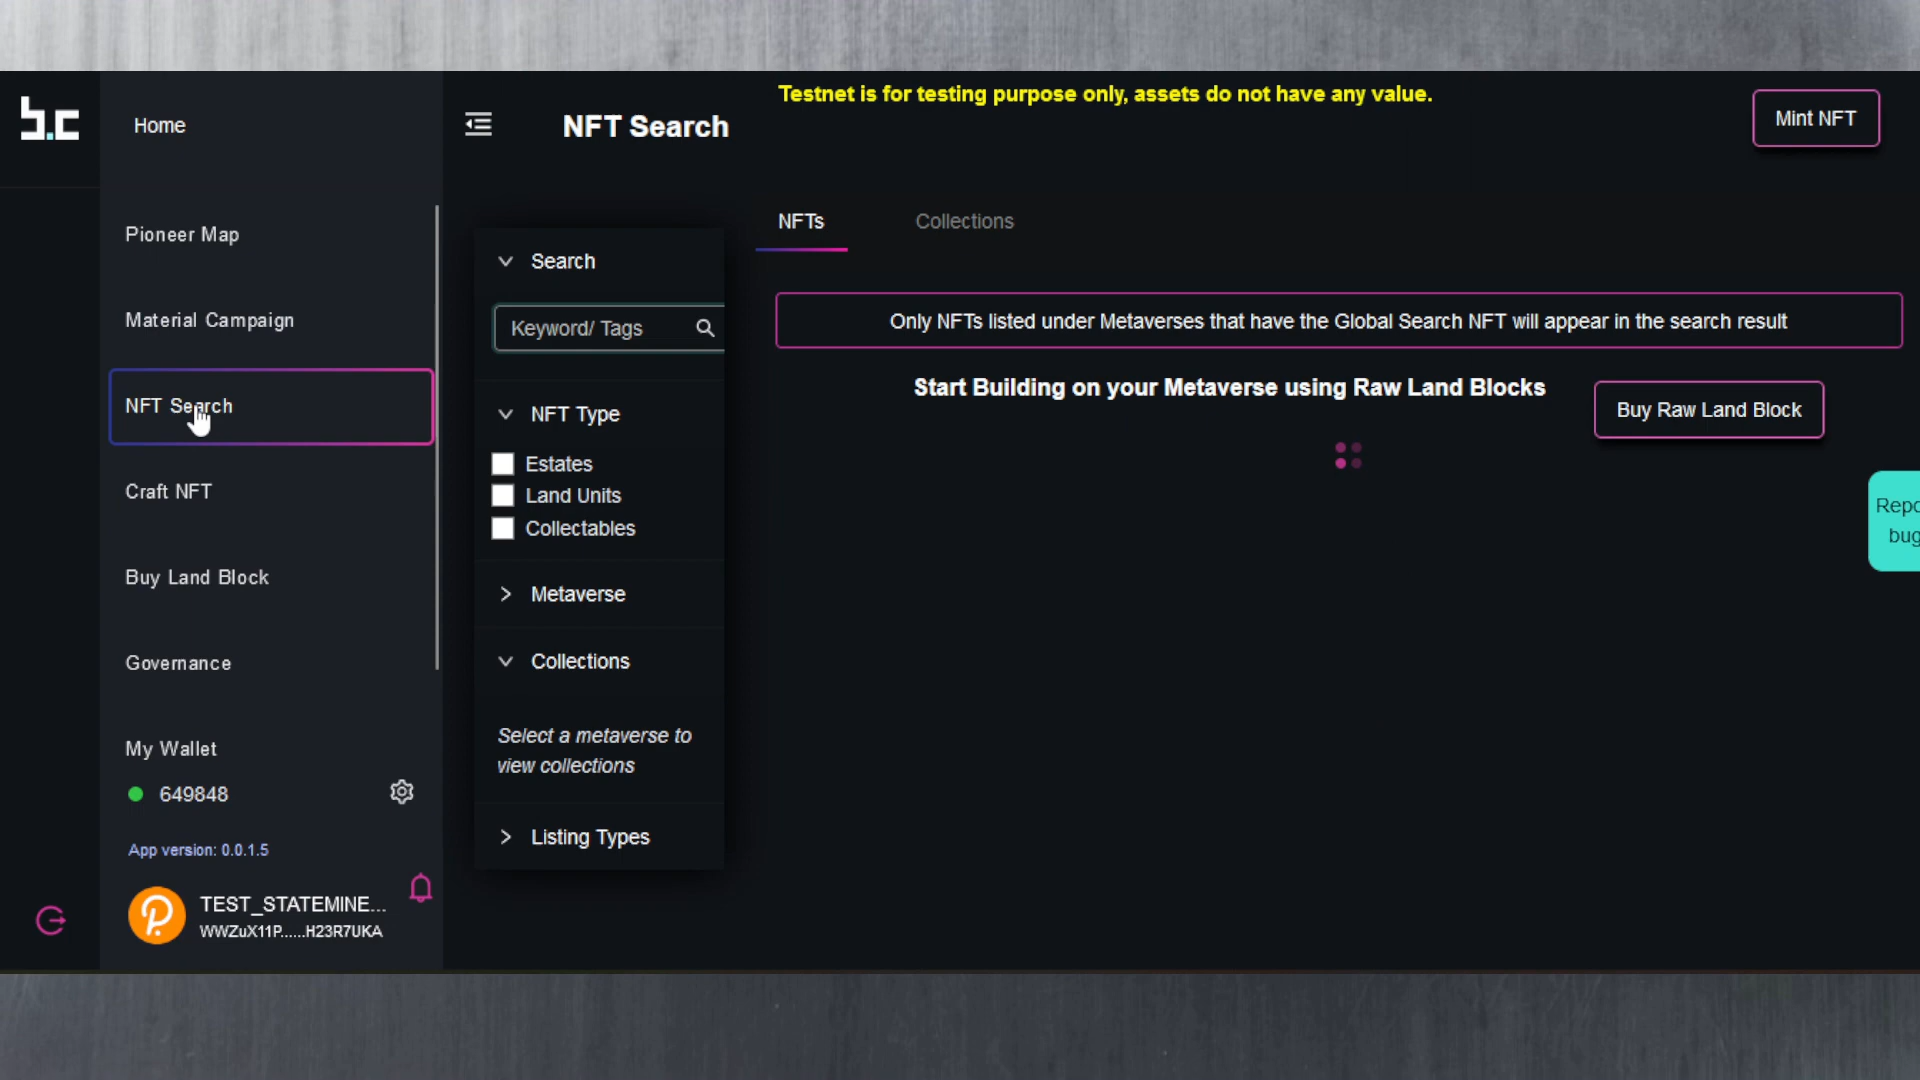 b.c
Home
Pioneer Map
Material Campaign
NFT Search
Craft NFT
Buy Land Block
Governance
My Wallet
649848
App version: 0.0.1.5
TEST_STATEMINE...
WWZuX11P......H23R7UKA
Testnet is for testing purpose only, assets do not have any value.
NFT Search
Mint NFT
Search
Keyword/ Tags
NFT Type
Estates
Land Units
Collectables
Metaverse
Collections
Select a metaverse to
view collections
Listing Types
NFTs
Collections
Only NFTs listed under Metaverses that have the Global Search NFT will appear in the search result
Start Building on your Metaverse using Raw Land Blocks
Buy Raw Land Block
Repo
bug